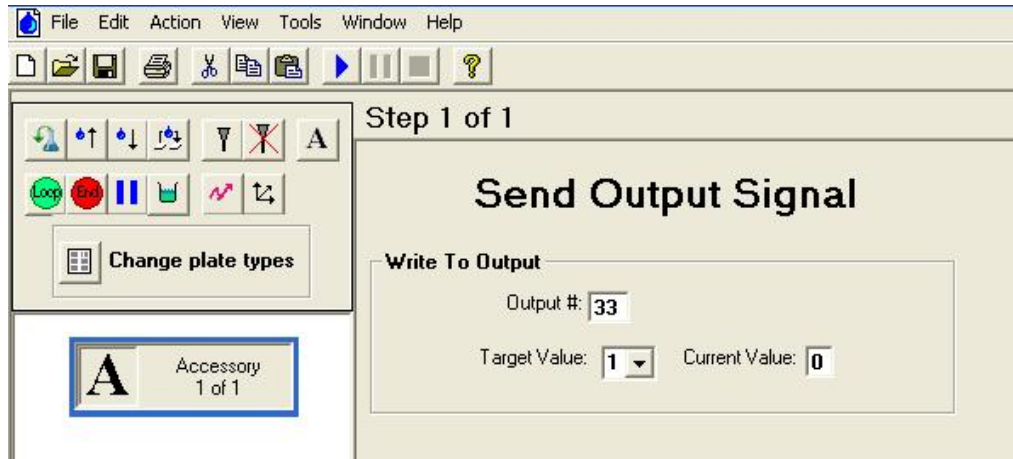 File Edit Action View Tools Window Help
Step 1 of 1
A
Loop End
Change plate types
Send Output Signal
Write To Output
Output #: 33
Target Value: 1 Current Value: 0
A Accessory
1 of 1